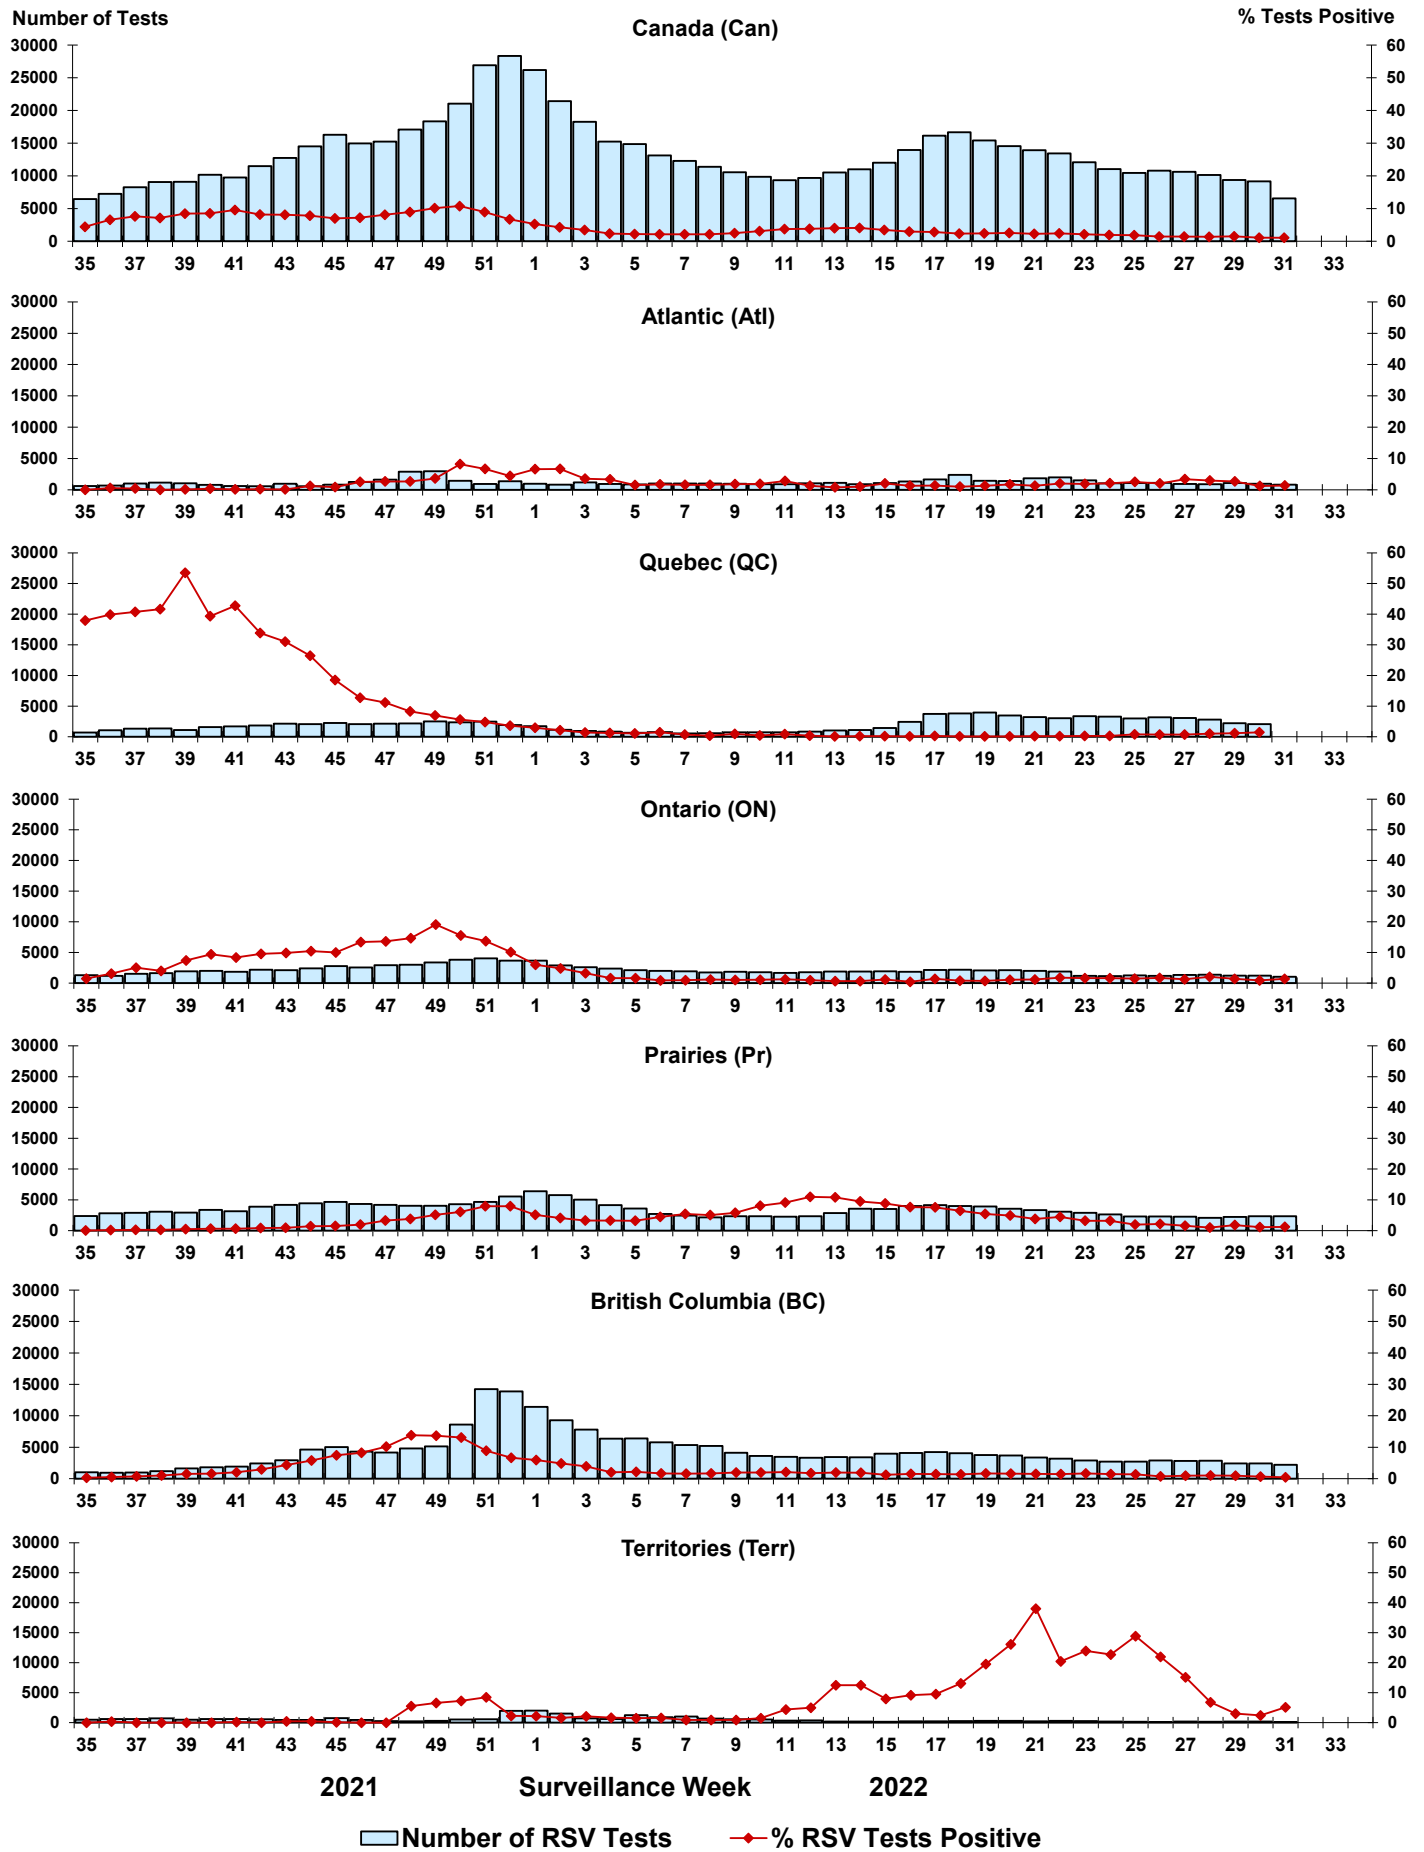 Number of Tests
% Tests Positive
Canada (Can)
30000 60
25000 50
20000 40
15000 30
10000 20
5000 10
0 0
35 37 39 41 43 45 47 49 51 1 3 5 7 9 11 13 15 17 19 21 23 25 27 29 31 33
Atlantic (Atl)
30000 60
25000 50
20000 40
15000 30
10000 20
5000 10
0 0
35 37 39 41 43 45 47 49 51 1 3 5 7 9 11 13 15 17 19 21 23 25 27 29 31 33
Quebec (QC)
30000 60
25000 50
20000 40
15000 30
10000 20
5000 10
0 0
35 37 39 41 43 45 47 49 51 1 3 5 7 9 11 13 15 17 19 21 23 25 27 29 31 33
Ontario (ON)
30000 60
25000 50
20000 40
15000 30
10000 20
5000 10
0 0
35 37 39 41 43 45 47 49 51 1 3 5 7 9 11 13 15 17 19 21 23 25 27 29 31 33
Prairies (Pr)
30000 60
25000 50
20000 40
15000 30
10000 20
5000 10
0 0
35 37 39 41 43 45 47 49 51 1 3 5 7 9 11 13 15 17 19 21 23 25 27 29 31 33
British Columbia (BC)
30000 60
25000 50
20000 40
15000 30
10000 20
5000 10
0 0
35 37 39 41 43 45 47 49 51 1 3 5 7 9 11 13 15 17 19 21 23 25 27 29 31 33
Territories (Terr)
30000 60
25000 50
20000 40
15000 30
10000 20
5000 10
0 0
35 37 39 41 43 45 47 49 51 1 3 5 7 9 11 13 15 17 19 21 23 25 27 29 31 33
2021 Surveillance Week 2022
Number of RSV Tests % RSV Tests Positive